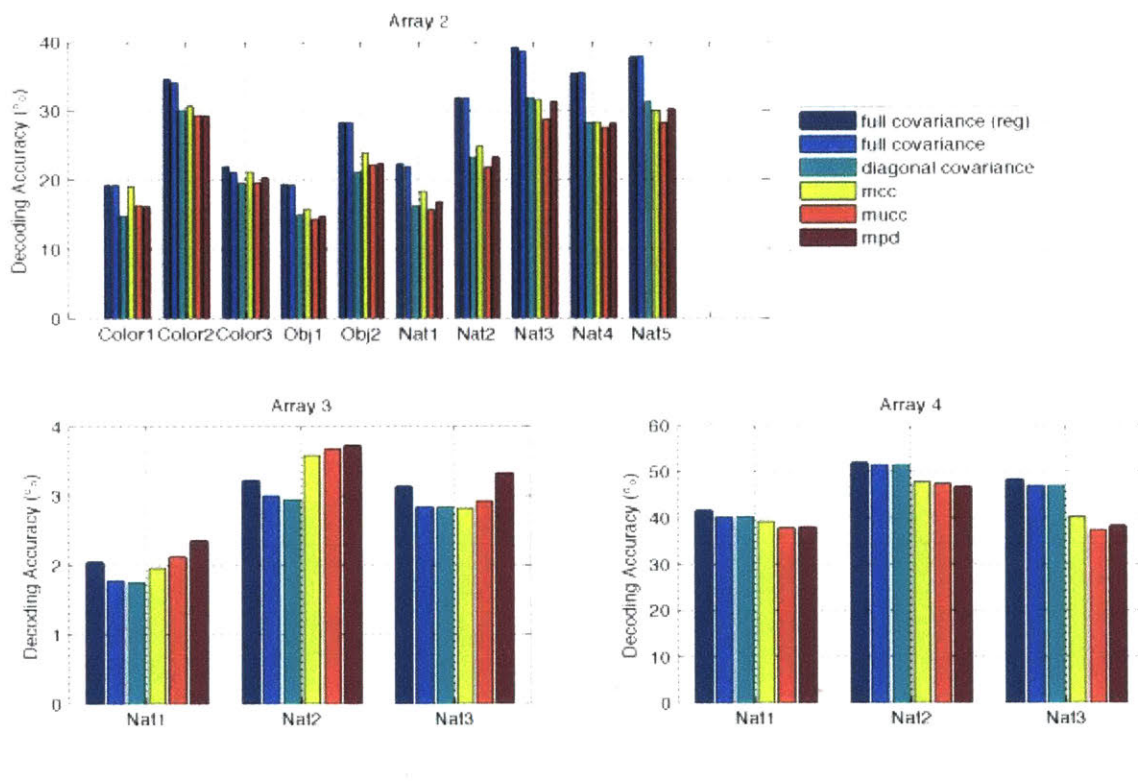 Array 2
Decoding Accuracy (%)
40
30
20
10
0
Color1 Color2 Color3 Obj1 Obj2 Nat1 Nat2 Nat3 Nat4 Nat5
full covariance (reg)
full covariance
diagonal covariance
mcc
mucc
mpd
Array 3
Decoding Accuracy (%)
4
3
2
1
0
Nat1 Nat2 Nat3
Array 4
Decoding Accuracy (%)
60
50
40
30
20
10
0
Nat1 Nat2 Nat3